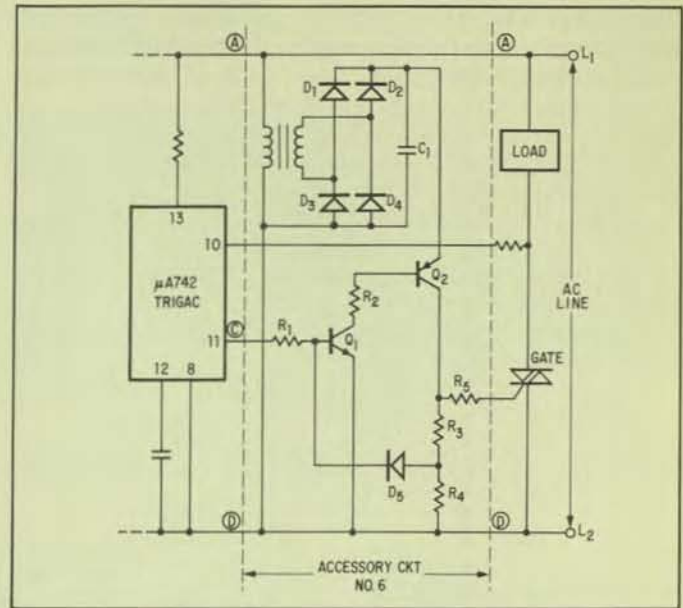 Ⓐ Ⓐ L₁
D₁ D₂
C₁
LOAD
13
10
μA742
TRIGAC
Q₂
AC
LINE
R₂
Ⓒ
11
R₁
Q₁
GATE
12 8
R₅
R₃
D₃ D₄
D₅
R₄
Ⓓ Ⓓ L₂
ACCESSORY CKT
NO. 6